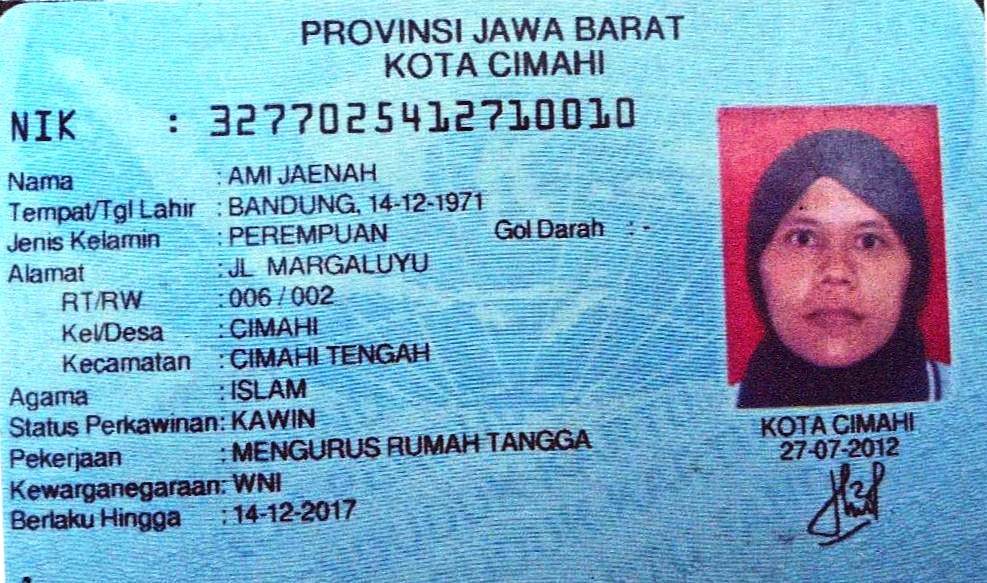 PROVINSI JAWA BARAT
KOTA CIMAHI
NIK : 3277025412710010
Nama : AMI JAENAH
Tempat/Tgl Lahir : BANDUNG, 14-12-1971
Jenis Kelamin : PEREMPUAN Gol Darah : -
Alamat : JL MARGALUYU
RT/RW : 006 / 002
Kel/Desa : CIMAHI
Kecamatan : CIMAHI TENGAH
Agama : ISLAM
Status Perkawinan: KAWIN
Pekerjaan : MENGURUS RUMAH TANGGA
Kewarganegaraan: WNI
Berlaku Hingga : 14-12-2017
KOTA CIMAHI
27-07-2012